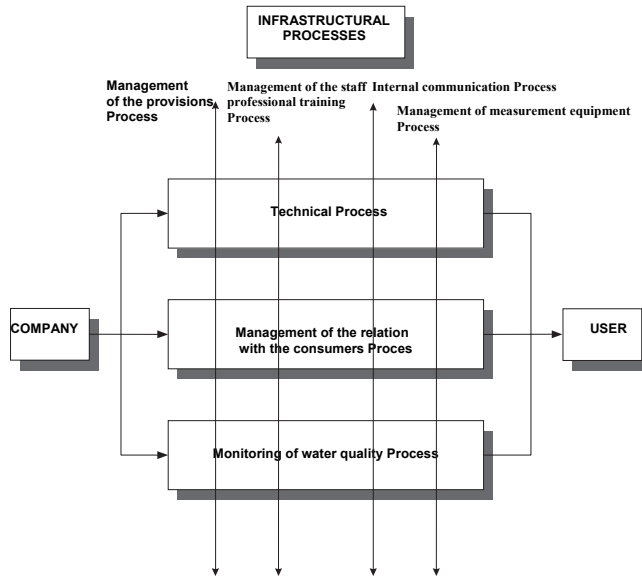 INFRASTRUCTURAL
PROCESSES
Management
of the provisions
Process
Management of the staff
professional training
Process
Internal communication Process
Management of measurement equipment
Process
Technical Process
COMPANY
Management of the relation
with the consumers Proces
USER
Monitoring of water quality Process